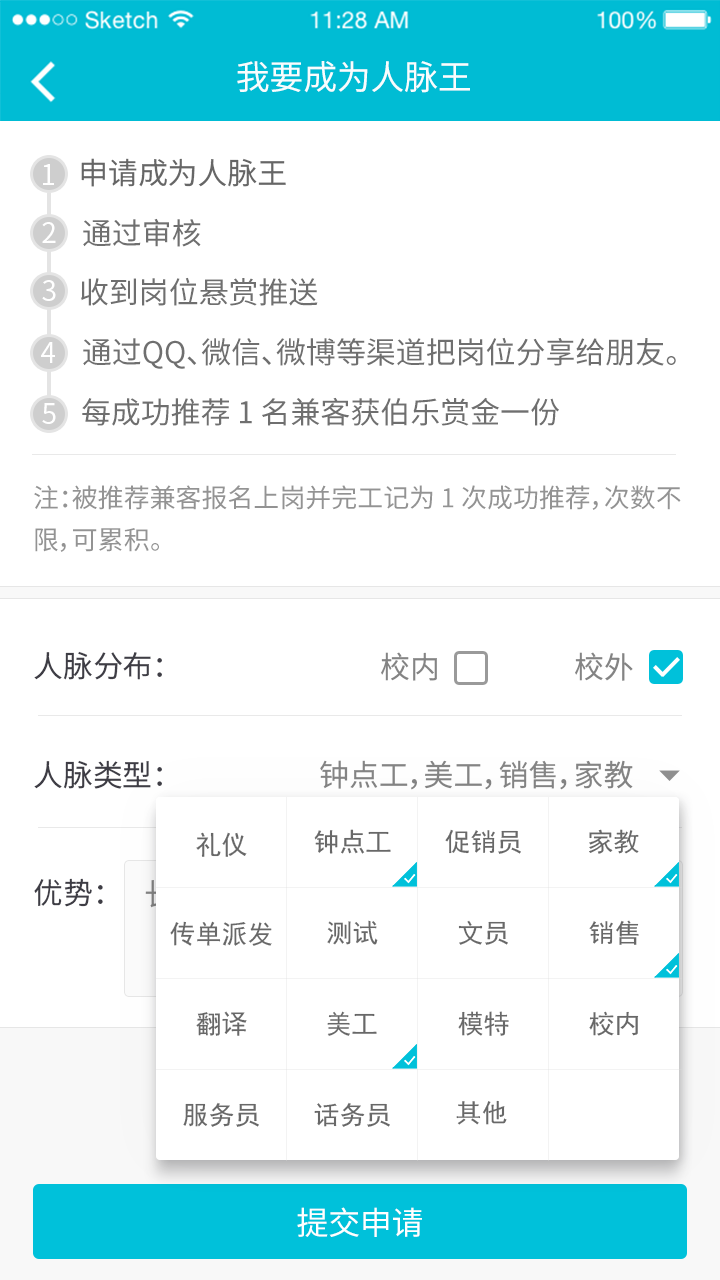 Sketch 11:28 AM 100%
我要成为人脉王
1 申请成为人脉王
2 通过审核
3 收到岗位悬赏推送
4 通过QQ、微信、微博等渠道把岗位分享给朋友。
5 每成功推荐 1 名兼客获伯乐赏金一份
注：被推荐兼客报名上岗并完工记为 1 次成功推荐，次数不
限，可累积。
人脉分布： 校内 校外
人脉类型： 钟点工，美工，销售，家教
礼仪 钟点工 促销员 家教
优势：
传单派发 测试 文员 销售
翻译 美工 模特 校内
服务员 话务员 其他
提交申请